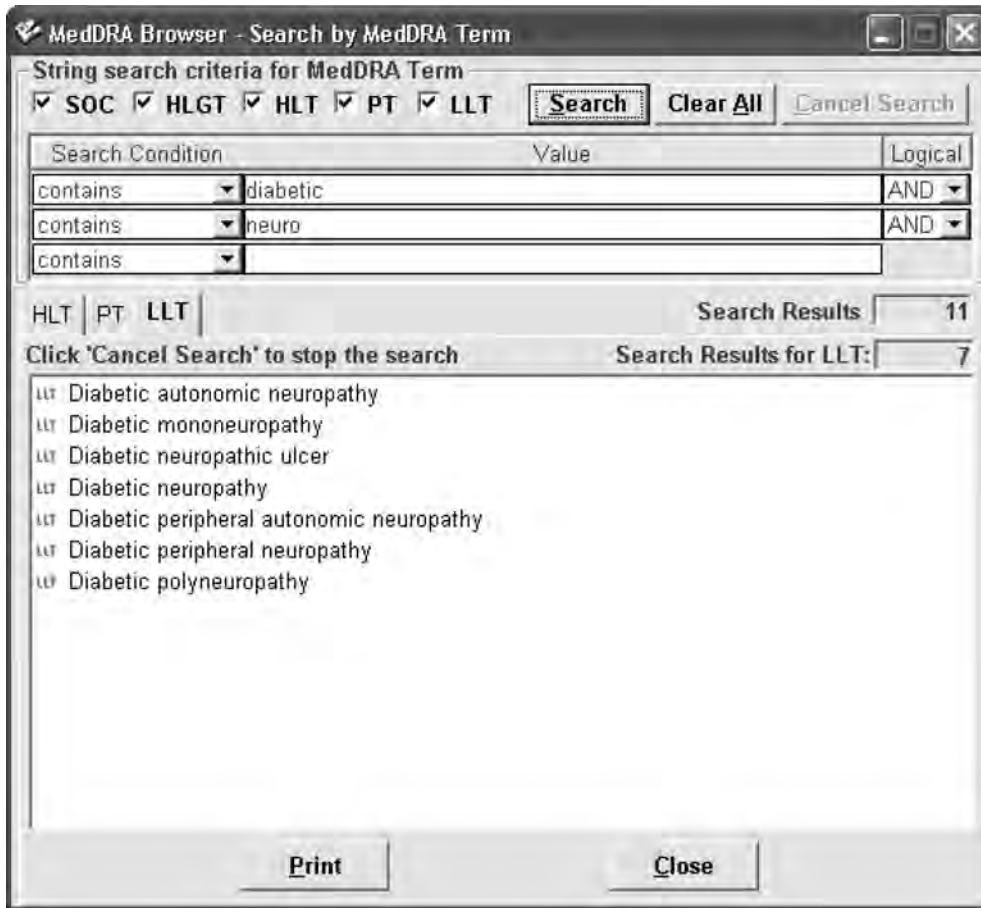 MedDRA Browser - Search by MedDRA Term
String search criteria for MedDRA Term
SOC HLGT HLT PT LLT Search Clear All Cancel Search
Search Condition Value Logical
contains diabetic AND
contains neuro AND
contains
HLT PT LLT Search Results 11
Click 'Cancel Search' to stop the search Search Results for LLT: 7
LLT Diabetic autonomic neuropathy
LLT Diabetic mononeuropathy
LLT Diabetic neuropathic ulcer
LLT Diabetic neuropathy
LLT Diabetic peripheral autonomic neuropathy
LLT Diabetic peripheral neuropathy
LLT Diabetic polyneuropathy
Print Close